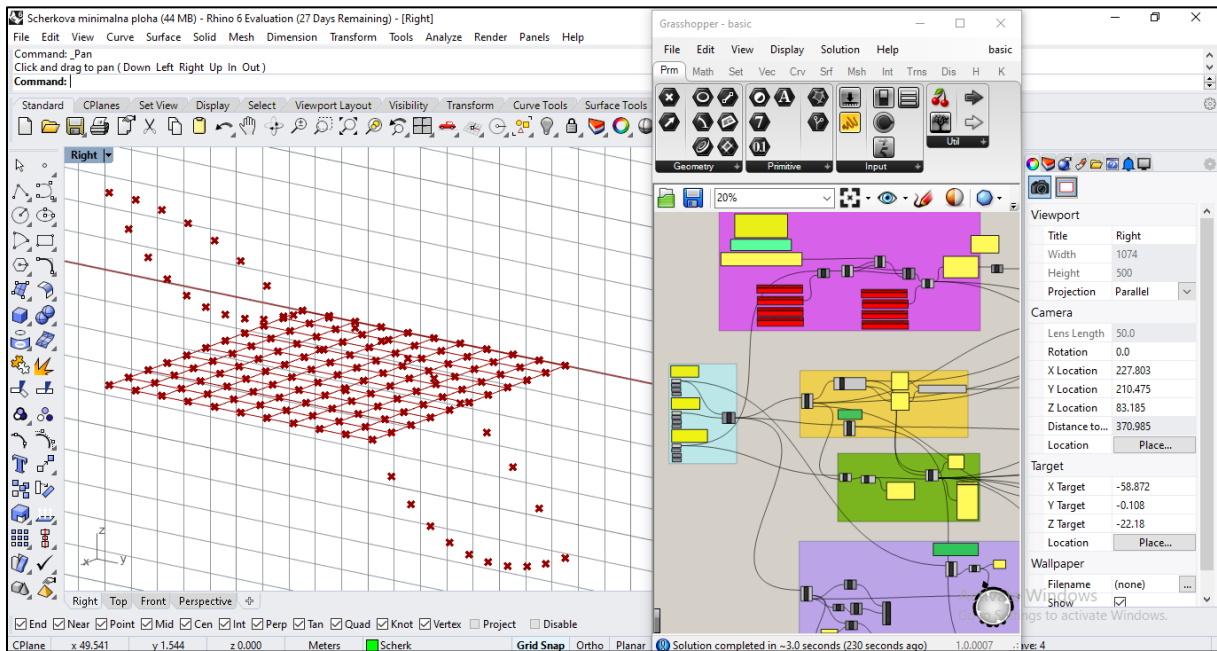 Scherkova minimalna ploha (44 MB) - Rhino 6 Evaluation (27 Days Remaining) - [Right]
File Edit View Curve Surface Solid Mesh Dimension Transform Tools Analyze Render Panels Help
Command: _Pan
Click and drag to pan ( Down Left Right Up In Out )
Command:
Standard CPlanes Set View Display Select Viewport Layout Visibility Transform Curve Tools Surface Tools
Right
x y z
Right Top Front Perspective
End Near Point Mid Cen Int Perp Tan Quad Knot Vertex Project Disable
CPlane x 49.541 y 1.544 z 0.000 Meters Scherk Grid Snap Ortho Planar
Grasshopper - basic
File Edit View Display Solution Help basic
Prm Math Set Vec Crv Srf Msh Int Trns Dis H K
Geometry Primitive Input Util
20%
Solution completed in ~3.0 seconds (230 seconds ago) 1.0.0007
ave: 4
Viewport
Title Right
Width 1074
Height 500
Projection Parallel
Camera
Lens Length 50.0
Rotation 0.0
X Location 227.803
Y Location 210.475
Z Location 83.185
Distance to... 370.985
Location Place...
Target
X Target -58.872
Y Target -0.108
Z Target -22.18
Location Place...
Wallpaper
Filename (none) ...
Show
Windows
to activate Windows.